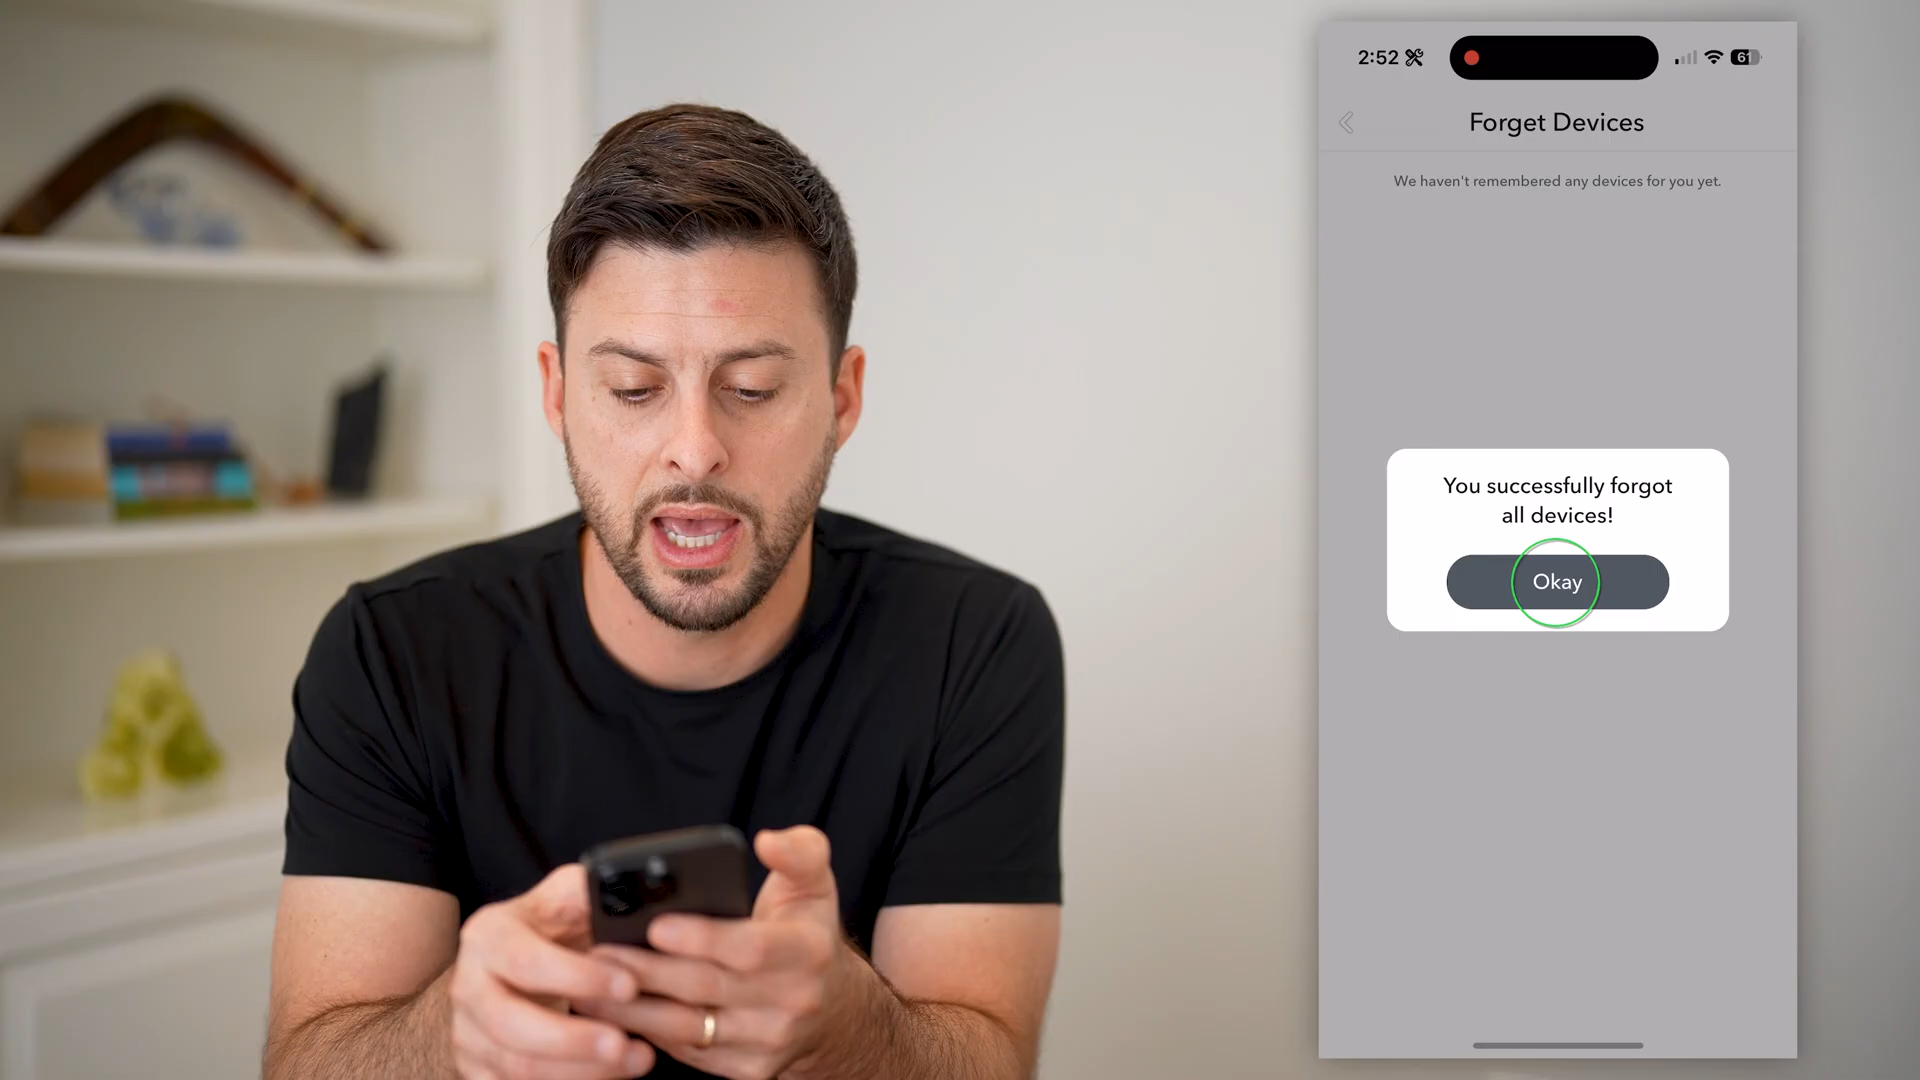 2:52
61
Forget Devices
We haven't remembered any devices for you yet.
You successfully forgot
all devices!
Okay